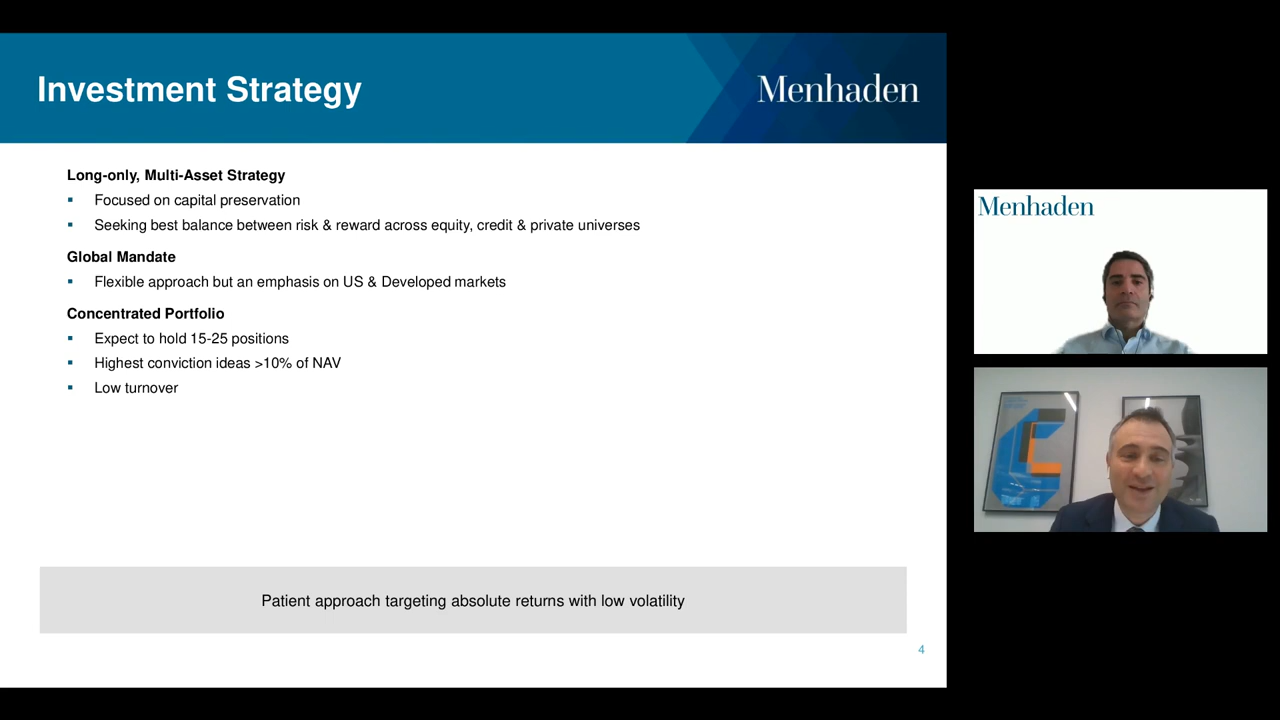 Investment Strategy
Menhaden
Long-only, Multi-Asset Strategy
▪ Focused on capital preservation
▪ Seeking best balance between risk & reward across equity, credit & private universes
Global Mandate
▪ Flexible approach but an emphasis on US & Developed markets
Concentrated Portfolio
▪ Expect to hold 15-25 positions
▪ Highest conviction ideas >10% of NAV
▪ Low turnover
Patient approach targeting absolute returns with low volatility
4
Menhaden